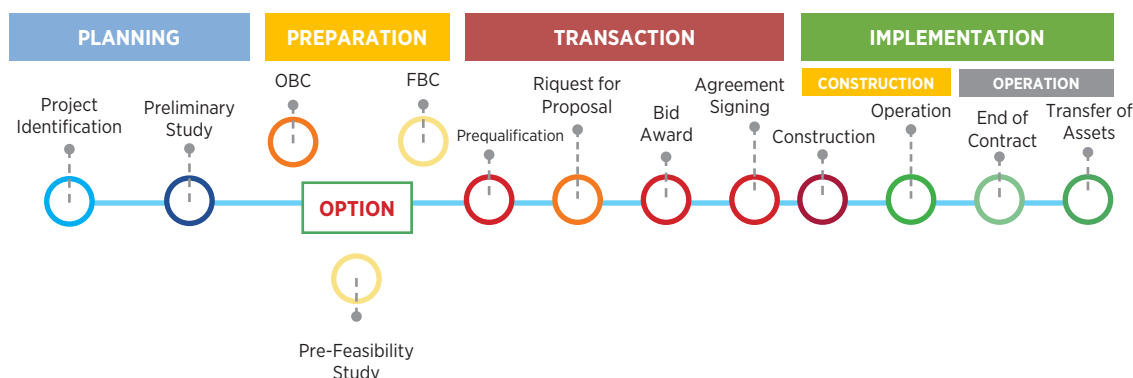 PLANNING
PREPARATION
TRANSACTION
IMPLEMENTATION
CONSTRUCTION
OPERATION
Project
Identification
Preliminary
Study
OBC
FBC
OPTION
Pre-Feasibility
Study
Prequalification
Riquest for
Proposal
Bid
Award
Agreement
Signing
Construction
Operation
End of
Contract
Transfer of
Assets